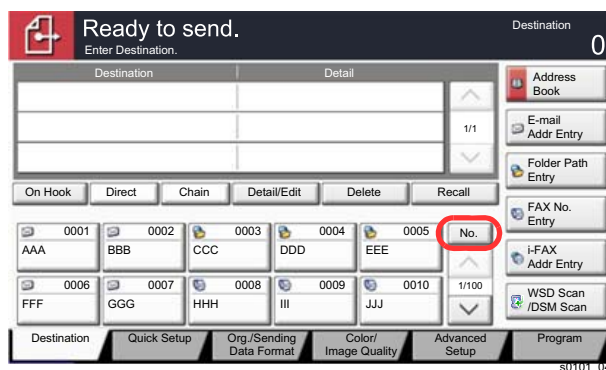 Ready to send.
Destination
Enter Destination.
0
Destination Detail
Address
Book
1/1
E-mail
Addr Entry
Folder Path
Entry
On Hook Direct Chain Detail/Edit Delete Recall
FAX No.
Entry
0001 0002 0003 0004 0005 No.
AAA BBB CCC DDD EEE
i-FAX
Addr Entry
0006 0007 0008 0009 0010 1/100
FFF GGG HHH III JJJ
WSD Scan
/DSM Scan
Destination Quick Setup Org./Sending
Data Format Color/
Image Quality Advanced
Setup Program